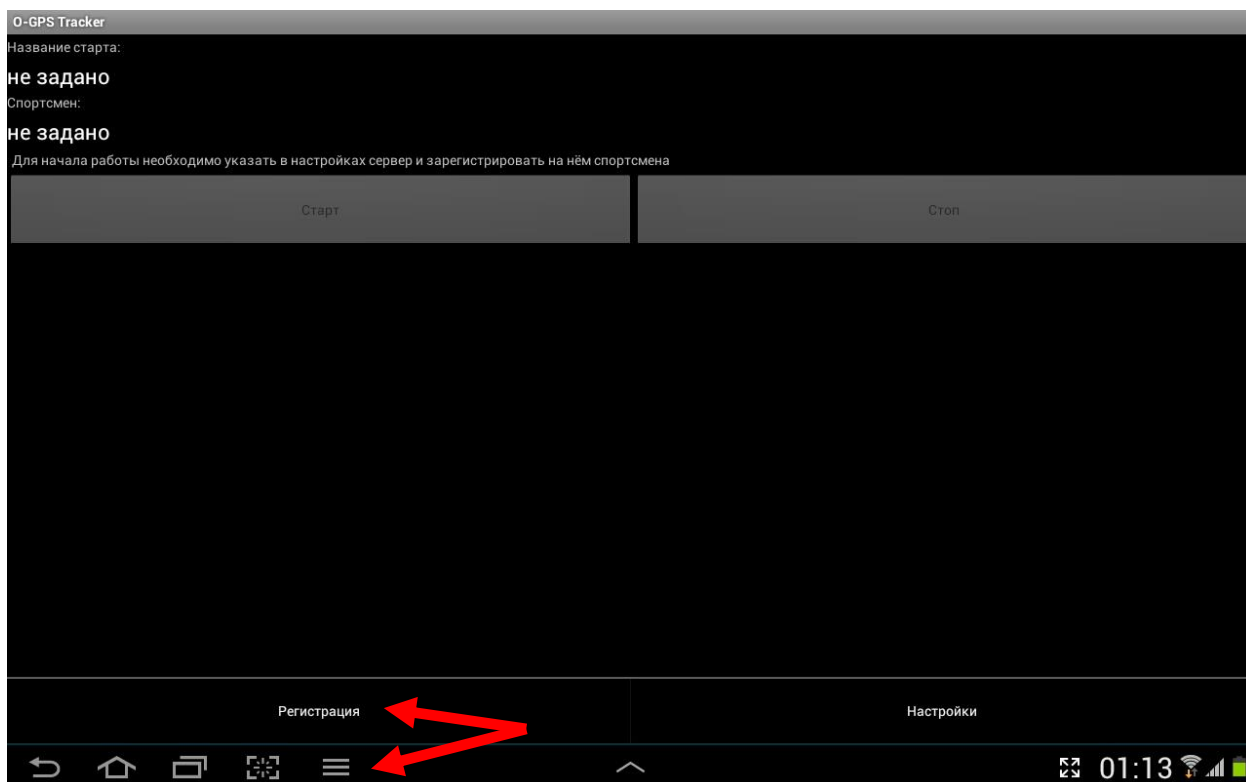 O-GPS Tracker
Название старта:
не задано
Спортсмен:
не задано
Для начала работы необходимо указать в настройках сервер и зарегистрировать на нём спортсмена
Старт Стоп
Регистрация Настройки
01:13